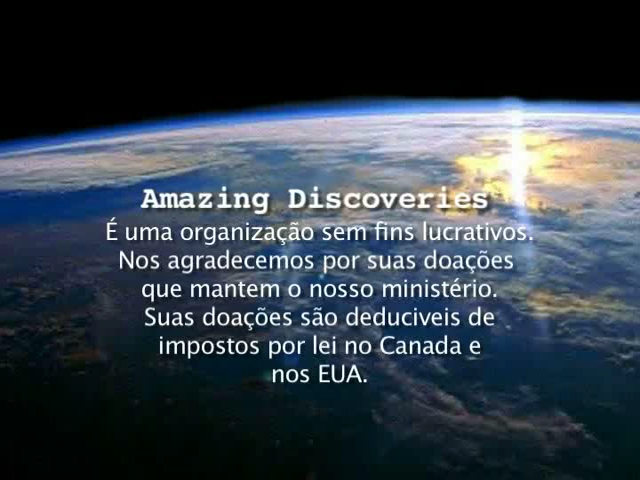 Amazing Discoveries
É uma organização sem fins lucrativos.
Nos agradecemos por suas doações
que mantem o nosso ministério.
Suas doações são deduciveis de
impostos por lei no Canada e
nos EUA.